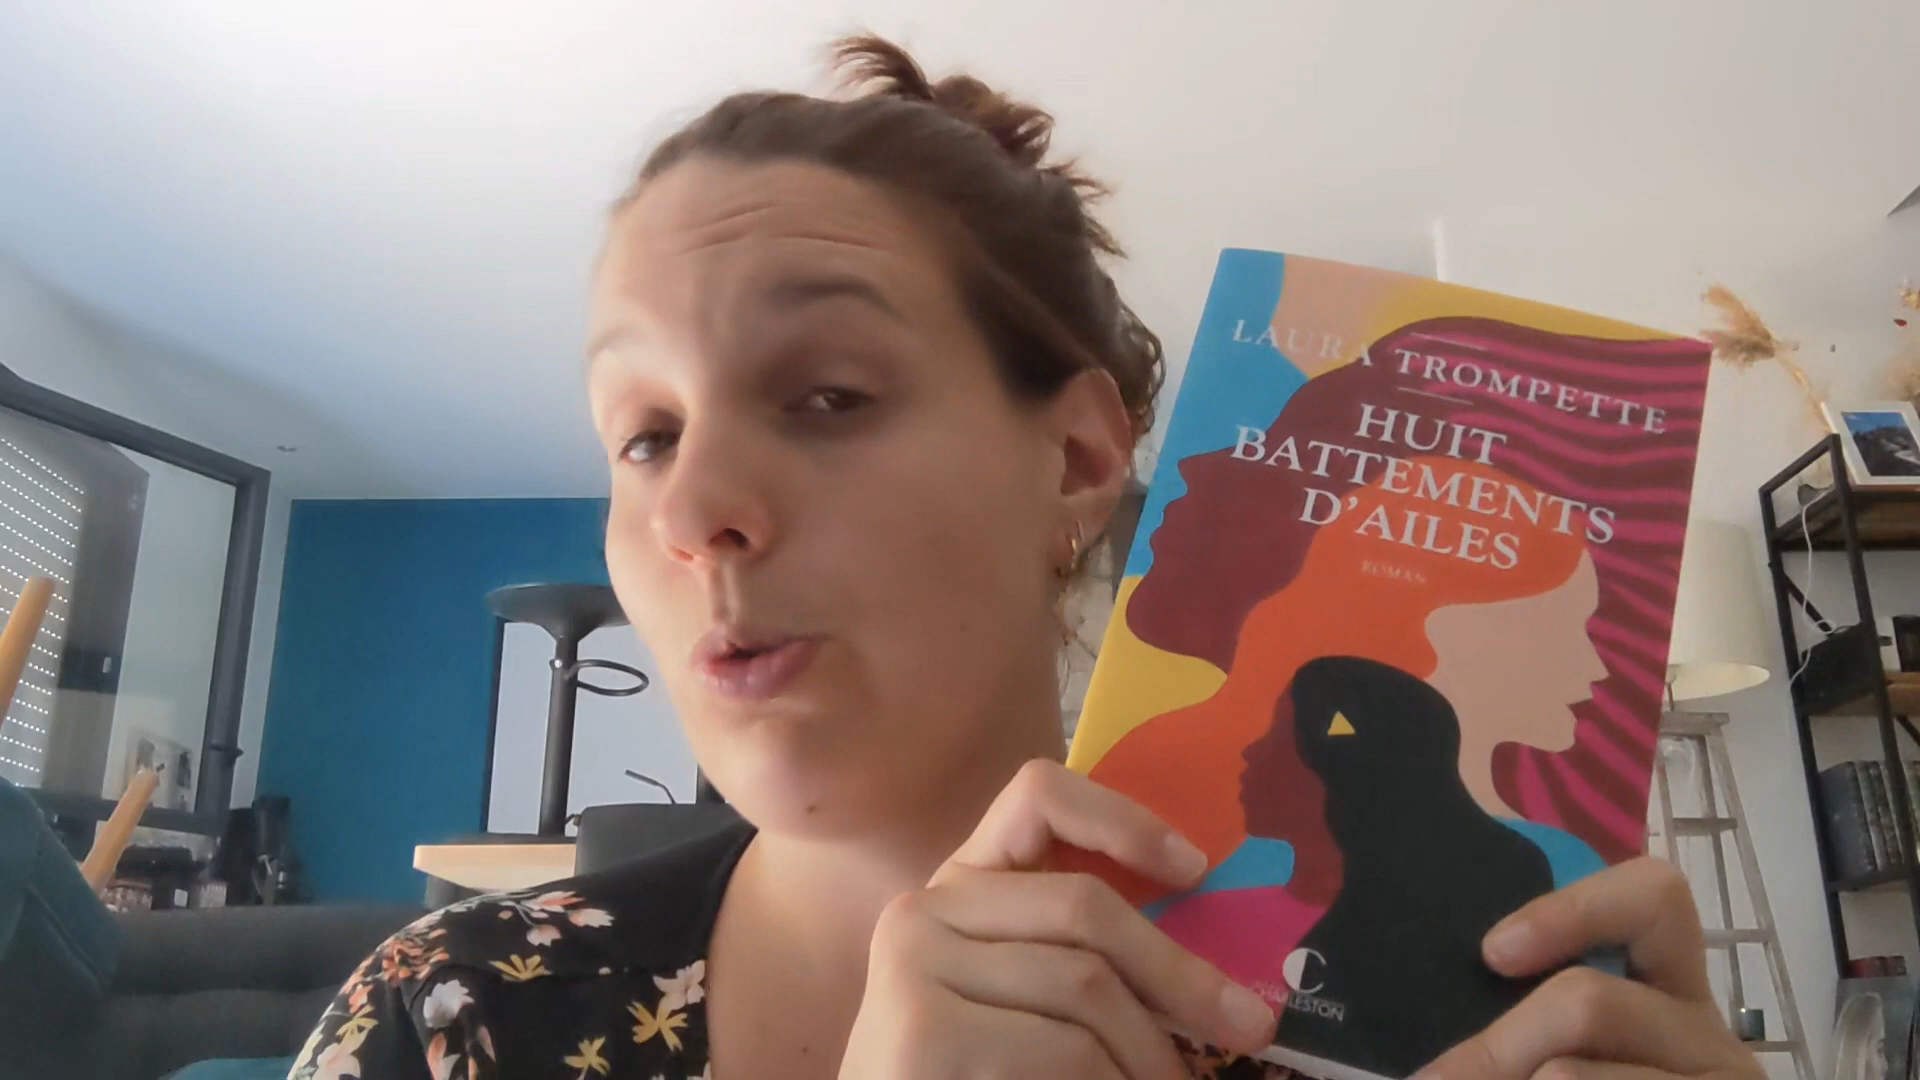 LAURA TROMPETTE
HUIT
BATTEMENTS
D'AILES
ROMAN
C
CHARLESTON